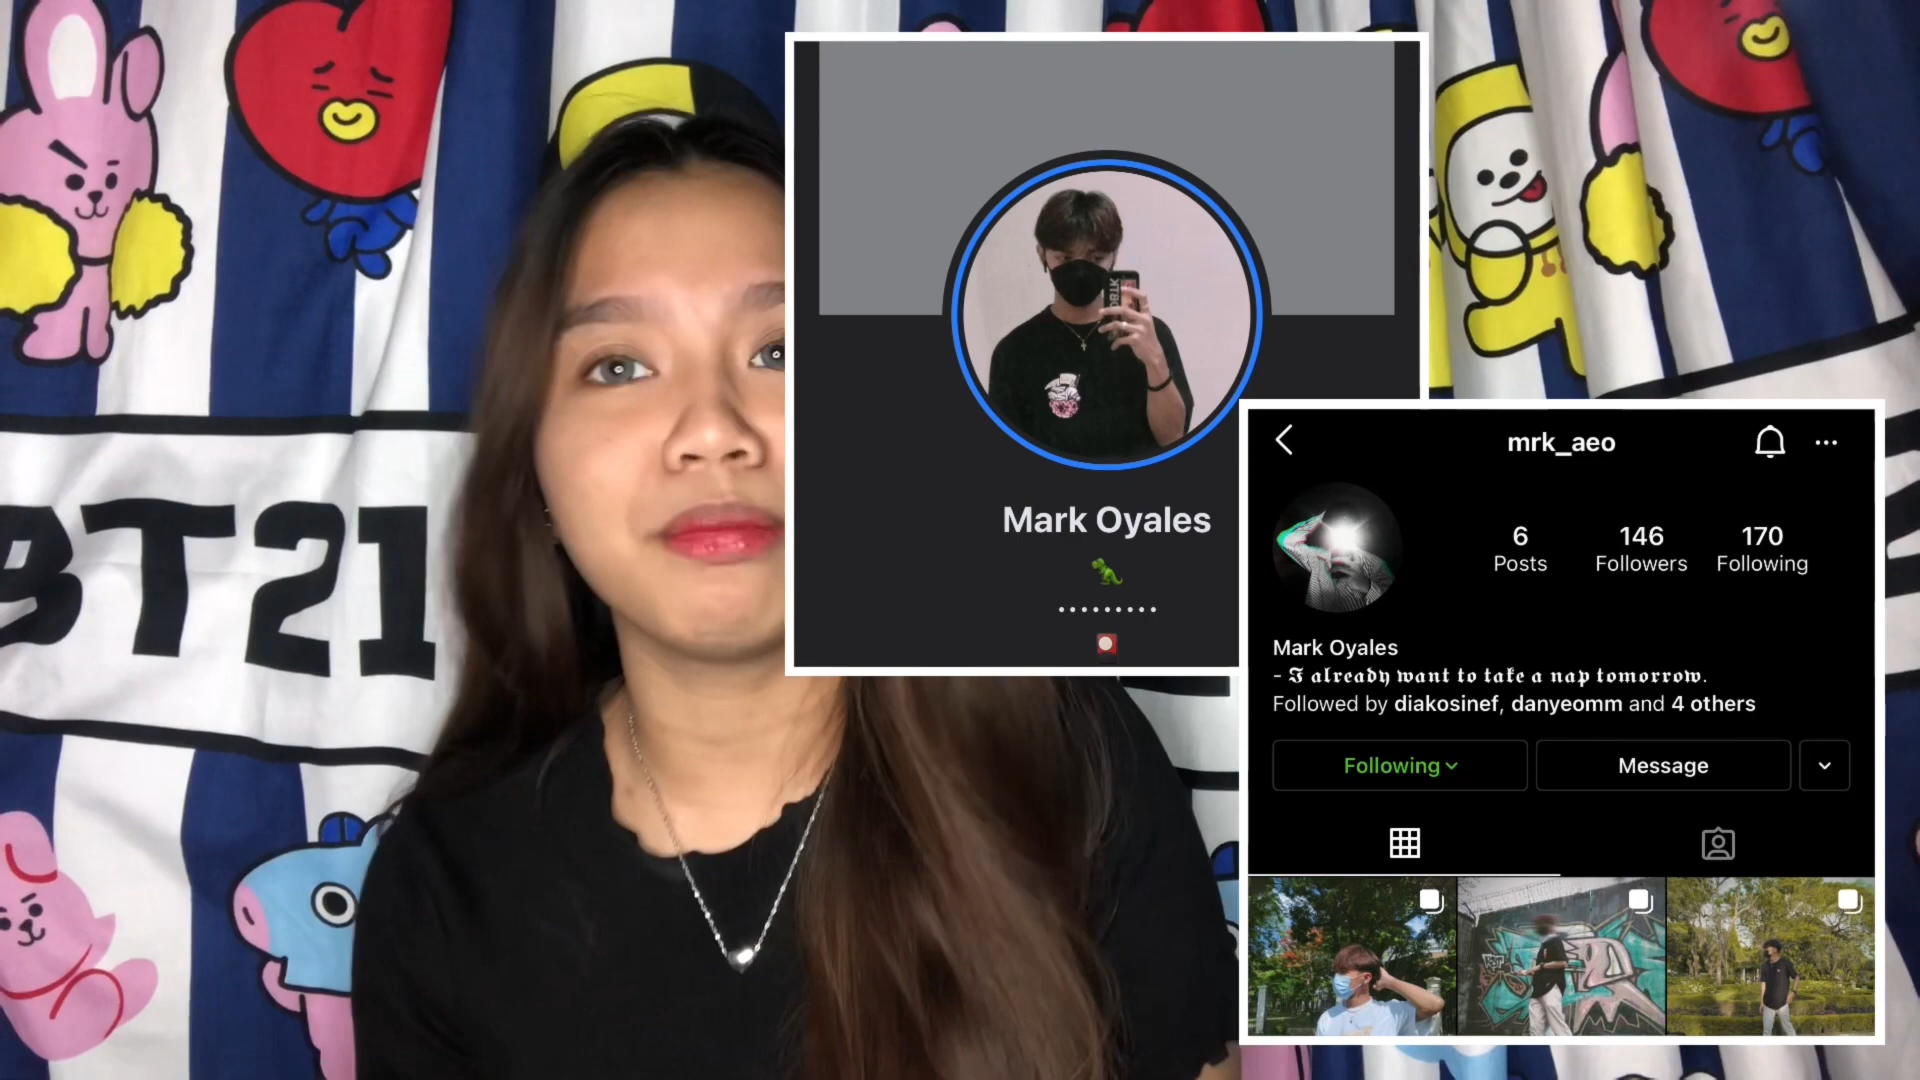 BT21
Mark Oyales
.........
mrk_aeo
6
Posts
146
Followers
170
Following
Mark Oyales
- I already want to take a nap tomorrow.
Followed by diakosinef, danyeomm and 4 others
Following
Message